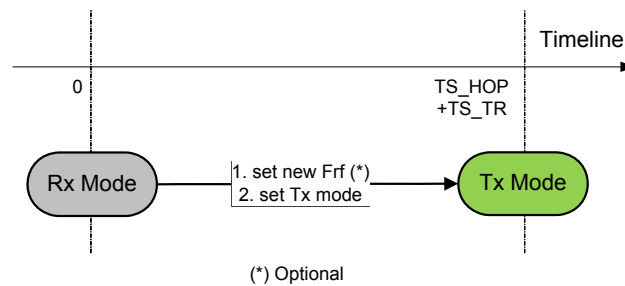 Timeline
0
TS_HOP
+TS_TR
Rx Mode
1. set new Frf (*)
2. set Tx mode
Tx Mode
(*) Optional